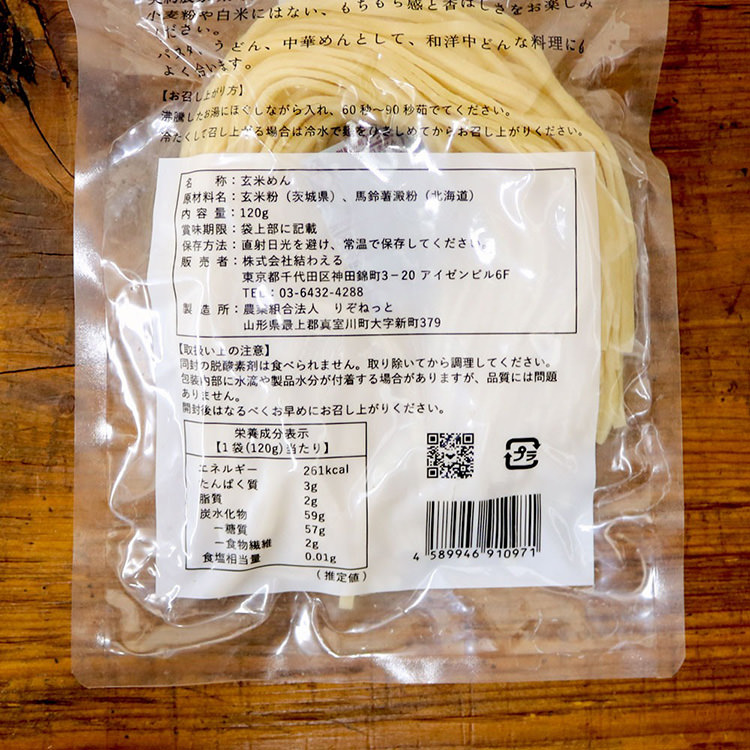 小麦粉や白米にはない、もちもち感と香ばしさをお楽しみ
ください。
パスタ、うどん、中華めんとして、和洋中どんな料理にも
よく合います。
【お召し上がり方】
沸騰したお湯にほぐしながら入れ、60秒～90秒茹でてください。
冷たくして召し上がる場合は冷水で麺をひきしめてからお召し上がりください。
名 称：玄米めん
原材料名：玄米粉（茨城県）、馬鈴薯澱粉（北海道）
内容量：120g
賞味期限：袋上部に記載
保存方法：直射日光を避け、常温で保存してください。
販売者：株式会社結わえる
東京都千代田区神田錦町3−20 アイゼンビル6F
TEL：03-6432-4288
製造所：農業組合法人 りぞねっと
山形県最上郡真室川町大字新町379
【取扱い上の注意】
同封の脱酸素剤は食べられません。取り除いてから調理してください。
包装内部に水滴や製品水分が付着する場合がありますが、品質には問題
ありません。
開封後はなるべくお早めにお召し上がりください。
栄養成分表示
【1袋(120g)当たり】
エネルギー 261kcal
たんぱく質 3g
脂質 2g
炭水化物 59g
－糖質 57g
－食物繊維 2g
食塩相当量 0.01g
（推定値）
プラ
4 589946 910971